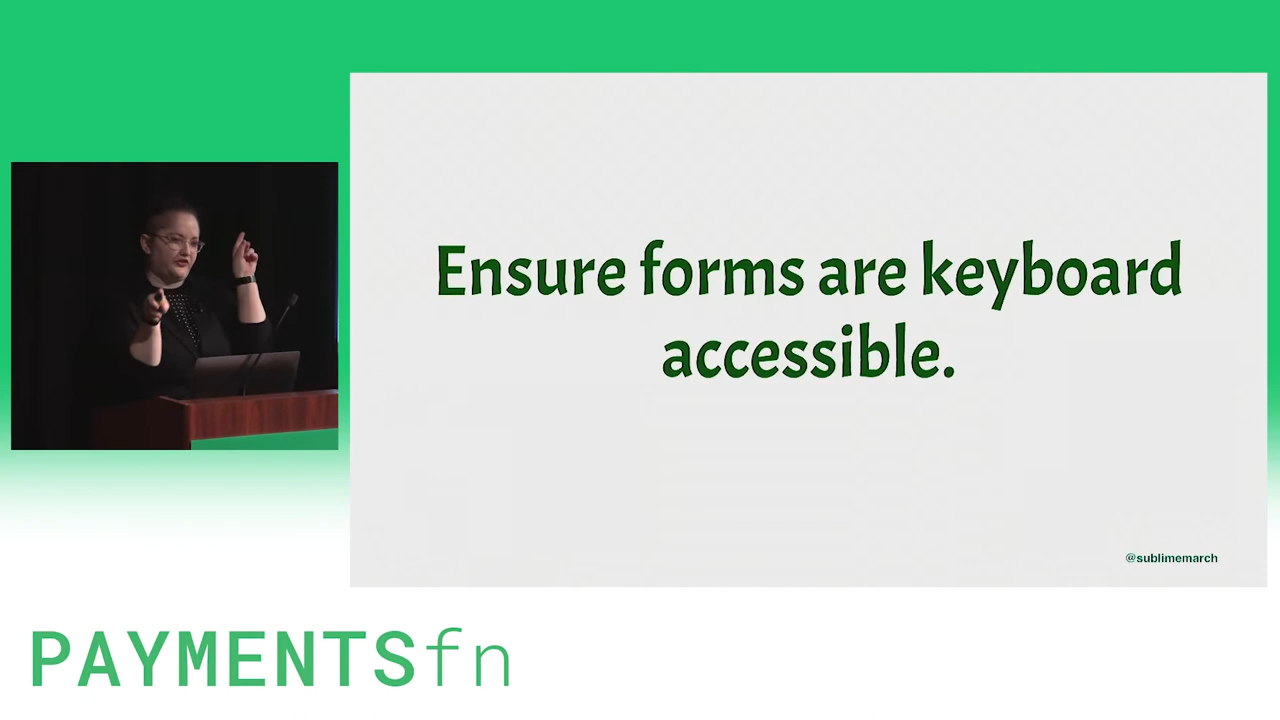 Ensure forms are keyboard
accessible.
@sublimemarch
PAYMENTSfn